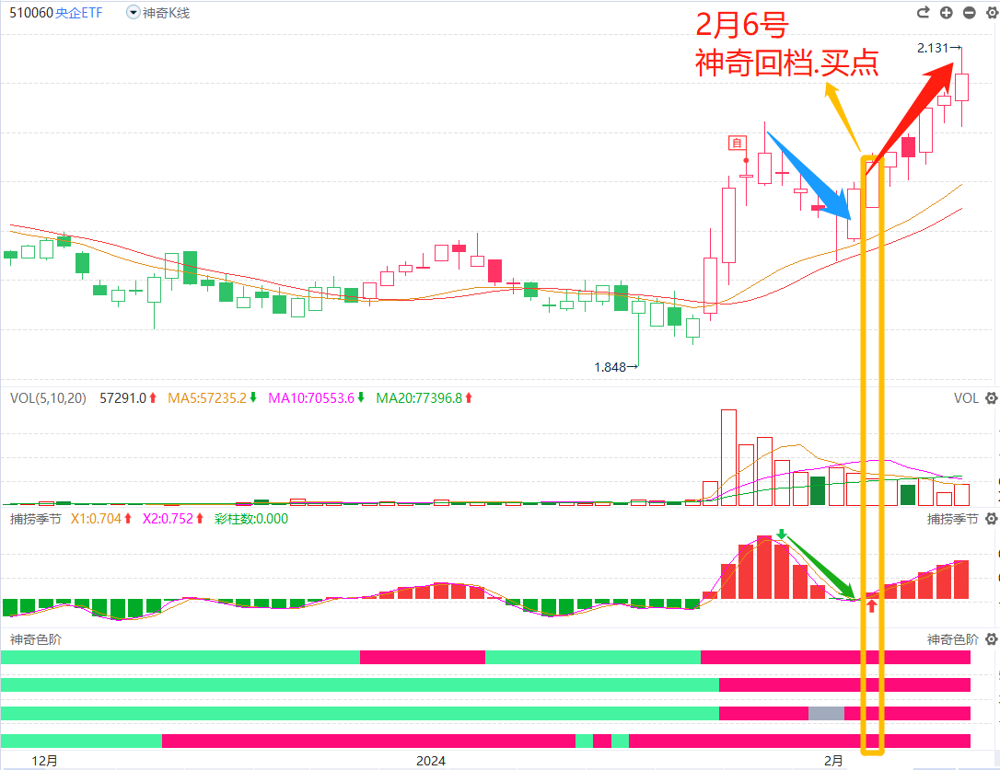 510060 央企ETF 神奇K线
2月6号
神奇回档.买点
2.131→
自
1.848→
VOL(5,10,20) 57291.0 MA5:57235.2 MA10:70553.6 MA20:77396.8 VOL
捕捞季节 X1:0.704 X2:0.752 彩柱数:0.000 捕捞季节
神奇色阶 神奇色阶
12月 2024 2月